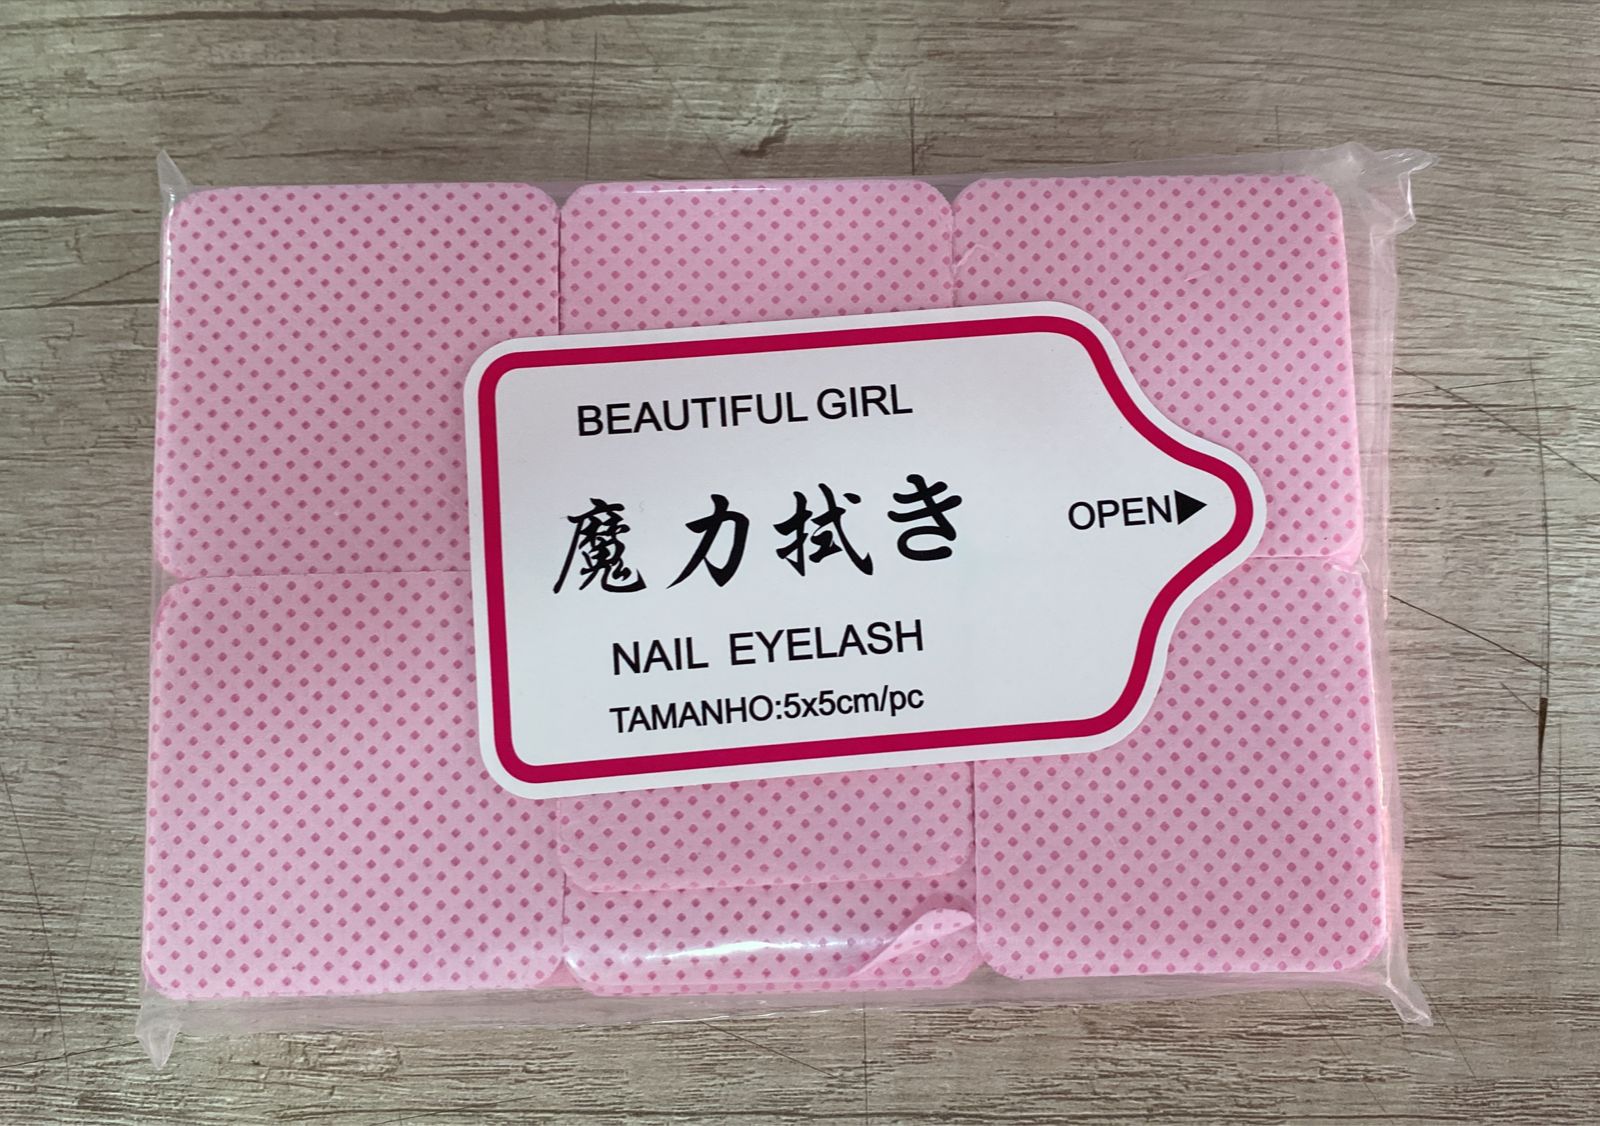 BEAUTIFUL GIRL
魔力拭き
OPEN▶
NAIL EYELASH
TAMANHO:5x5cm/pc